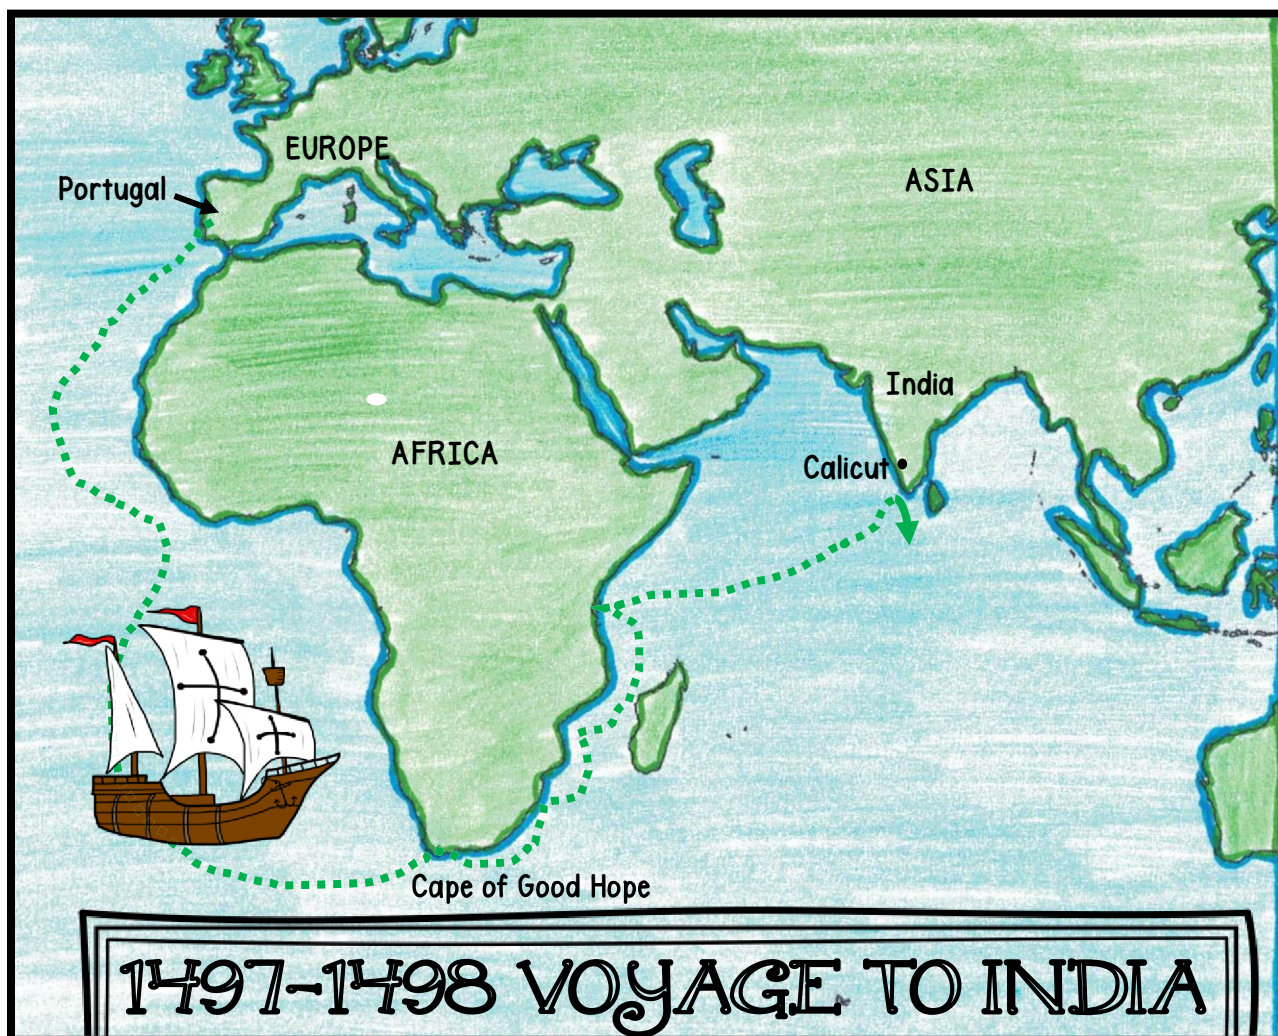 EUROPE
ASIA
Portugal
India
AFRICA
Calicut
Cape of Good Hope
1497-1498 VOYAGE TO INDIA